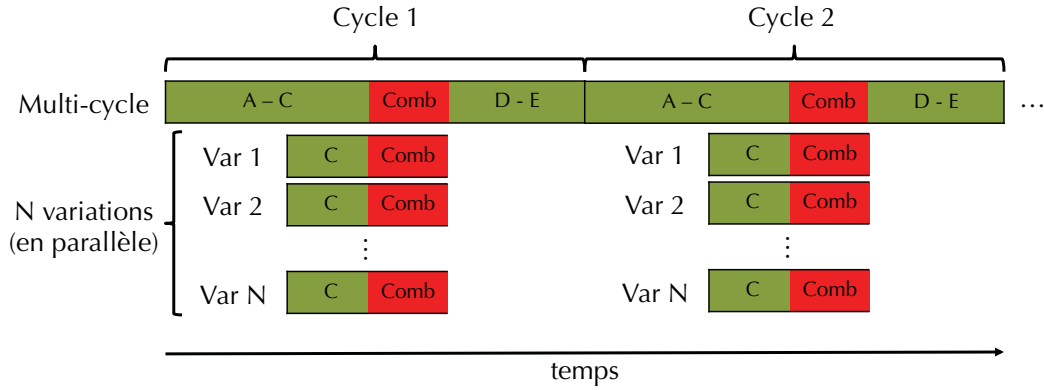 Cycle 1 Cycle 2
Multi-cycle A – C Comb D - E A – C Comb D - E ...
Var 1 C Comb Var 1 C Comb
N variations
(en parallèle)
Var 2 C Comb Var 2 C Comb
⋮ ⋮
Var N C Comb Var N C Comb
temps